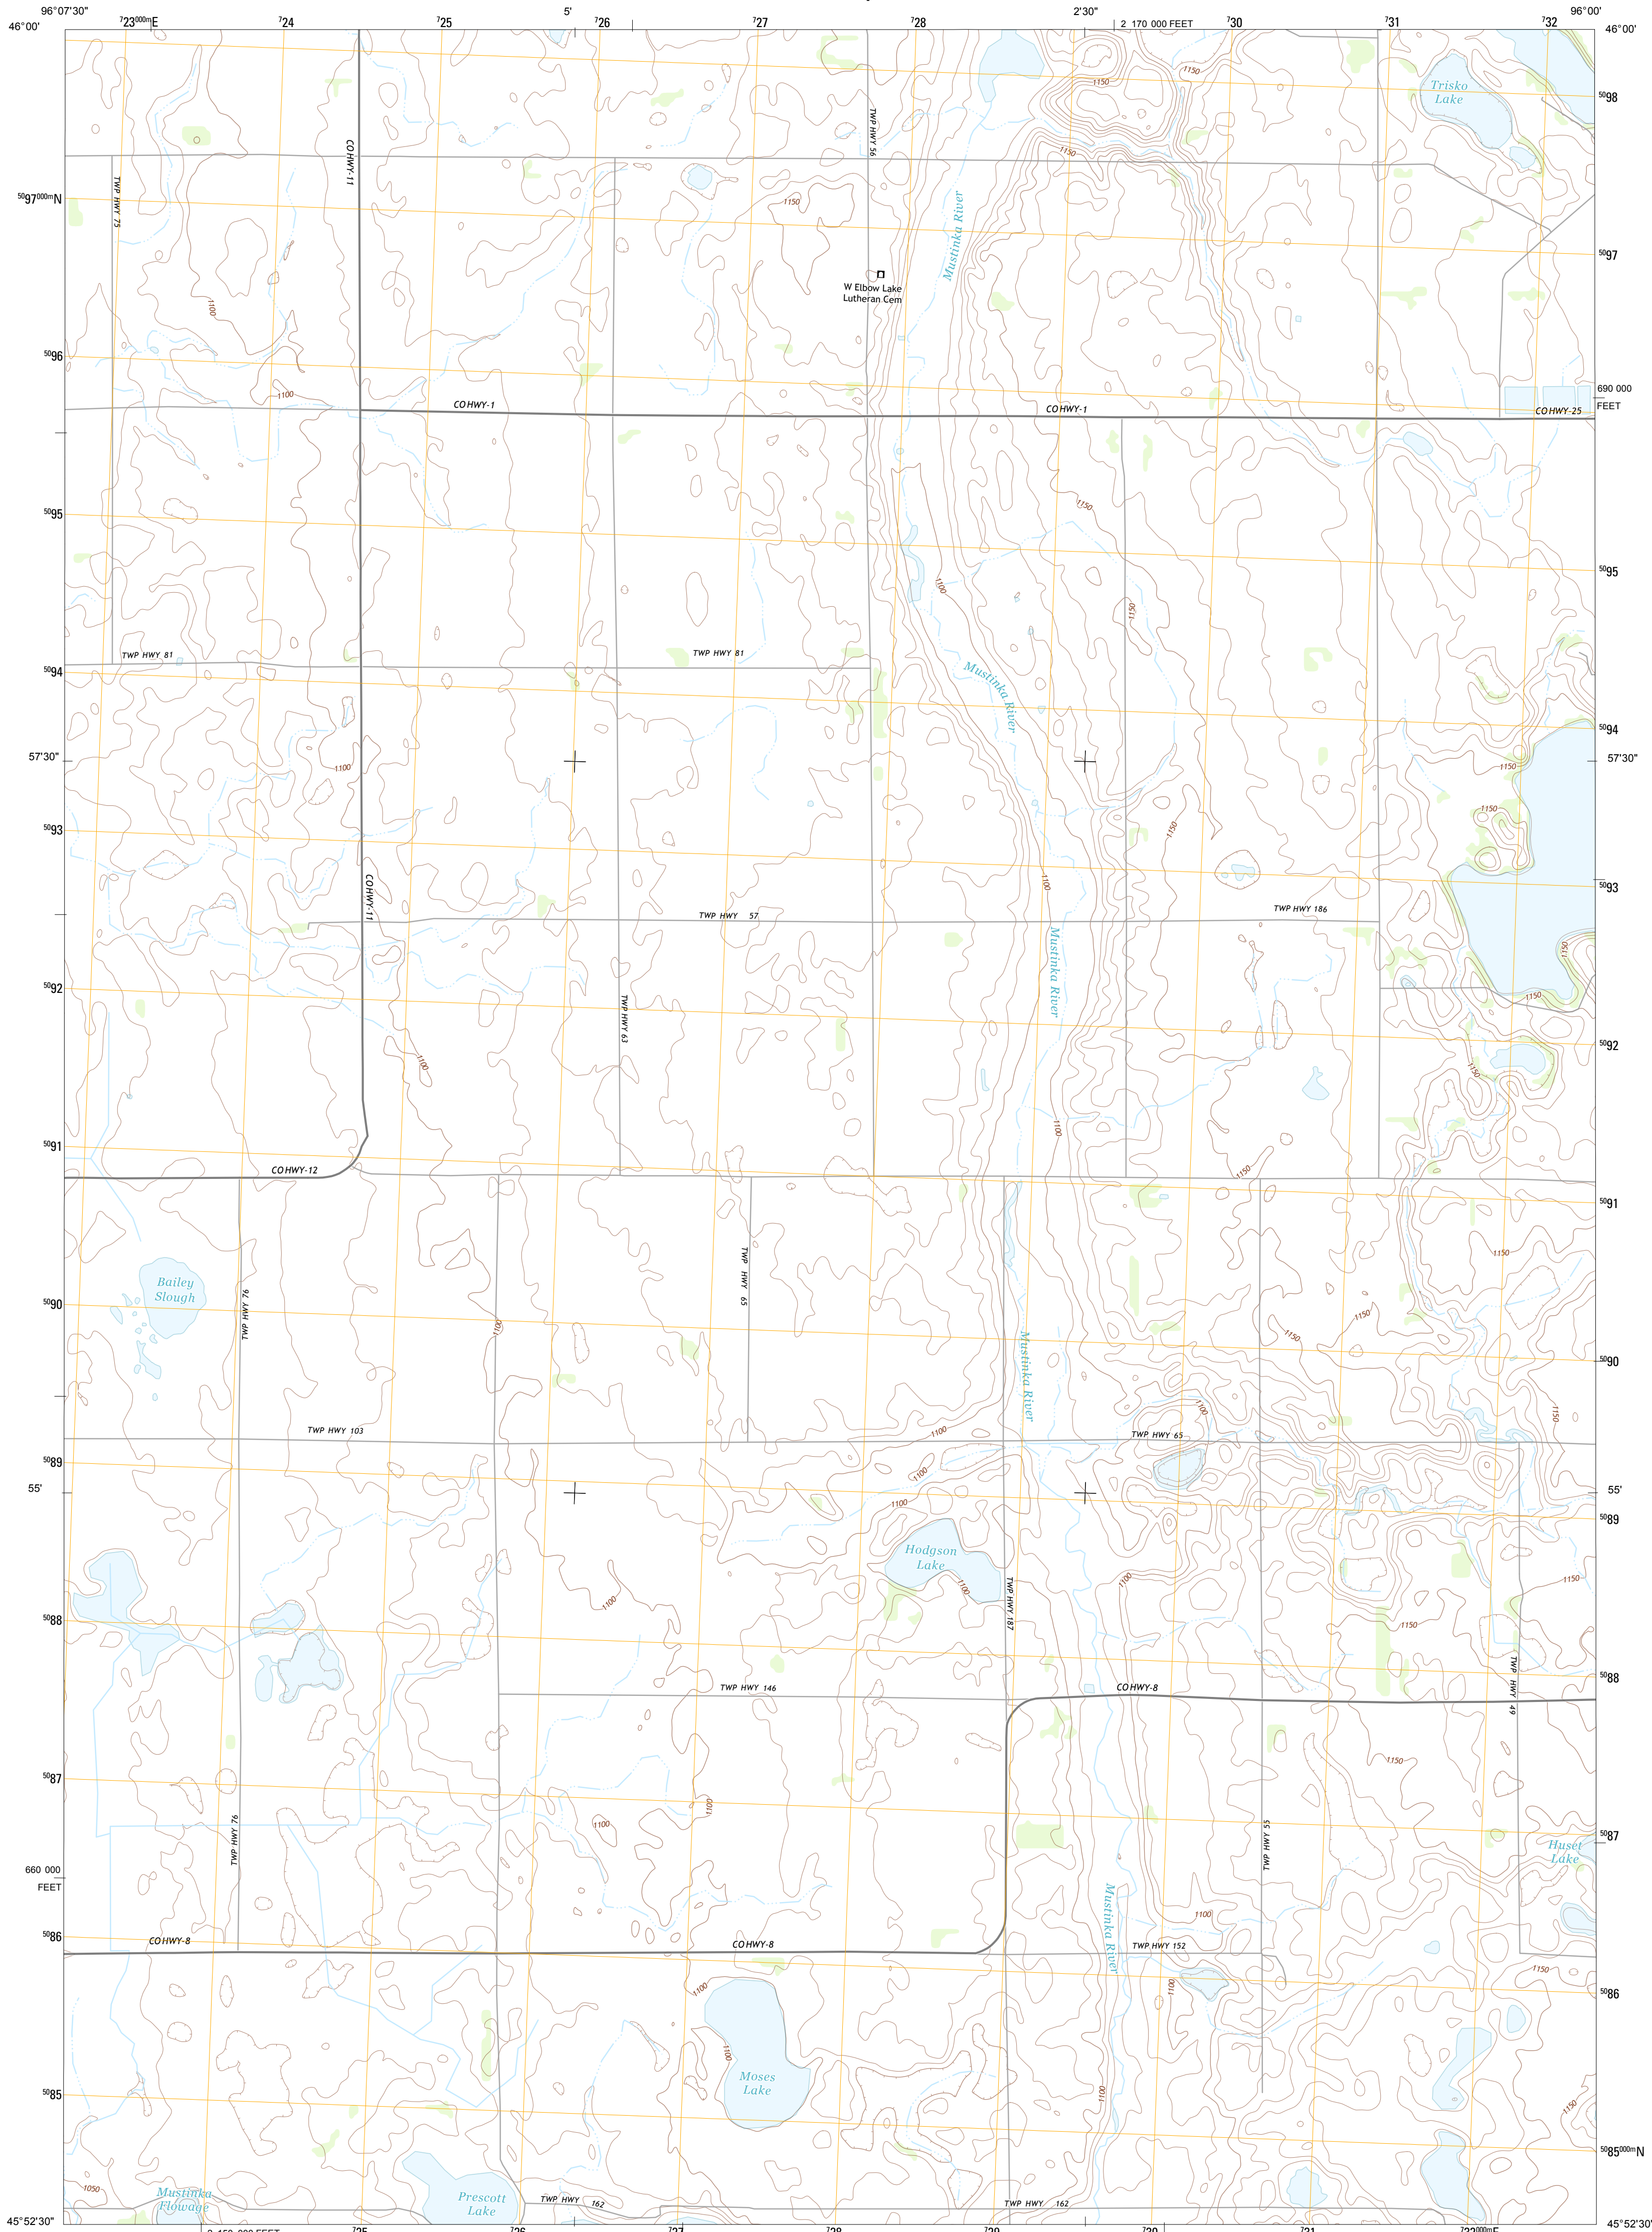 96°07'30"
⁷23⁰⁰⁰ᵐE
⁷24
⁷25
5'
⁷26
⁷27
⁷28
2'30"
2 170 000 FEET
⁷30
⁷31
⁷32
96°00'
46°00'
46°00'
1150
1150
Trisko
Lake
⁵⁰98
TWP HWY 56
CO HWY-11
1150
TWP HWY 75
⁵⁰97⁰⁰⁰ᵐN
1150
Mustinka River
⁵⁰97
W Elbow Lake
Lutheran Cem
1100
⁵⁰96
1100
690 000
FEET
CO HWY-1
CO HWY-1
CO HWY-25
1150
⁵⁰95
⁵⁰95
1100
1150
TWP HWY 81
TWP HWY 81
⁵⁰94
Mustinka River
⁵⁰94
57'30"
57'30"
1100
1150
1150
1150
⁵⁰93
⁵⁰93
1100
CO HWY-11
TWP HWY 57
TWP HWY 186
1150
Mustinka River
⁵⁰92
1150
TWP HWY 63
⁵⁰92
1100
1150
1100
⁵⁰91
CO HWY-12
1150
⁵⁰91
1150
TWP HWY 65
Bailey
Slough
⁵⁰90
TWP HWY 76
1100
1150
1150
Mustinka River
⁵⁰90
1100
1150
TWP HWY 103
1100
TWP HWY 65
⁵⁰89
1100
55'
55'
1100
⁵⁰89
Hodgson
Lake
1100
1100
1150
TWP HWY 187
1100
⁵⁰88
1150
TWP HWY 49
⁵⁰88
TWP HWY 146
CO HWY-8
1150
⁵⁰87
1100
1100
TWP HWY 76
TWP HWY 55
⁵⁰87
Huset
Lake
660 000
FEET
Mustinka River
1100
⁵⁰86
CO HWY-8
CO HWY-8
TWP HWY 152
1150
1100
1100
⁵⁰86
1100
Moses
Lake
⁵⁰85
1100
1150
⁵⁰85⁰⁰⁰ᵐN
1050
Mustinka
Flowage
Prescott
Lake
TWP HWY 162
TWP HWY 162
45°52'30"
45°52'30"